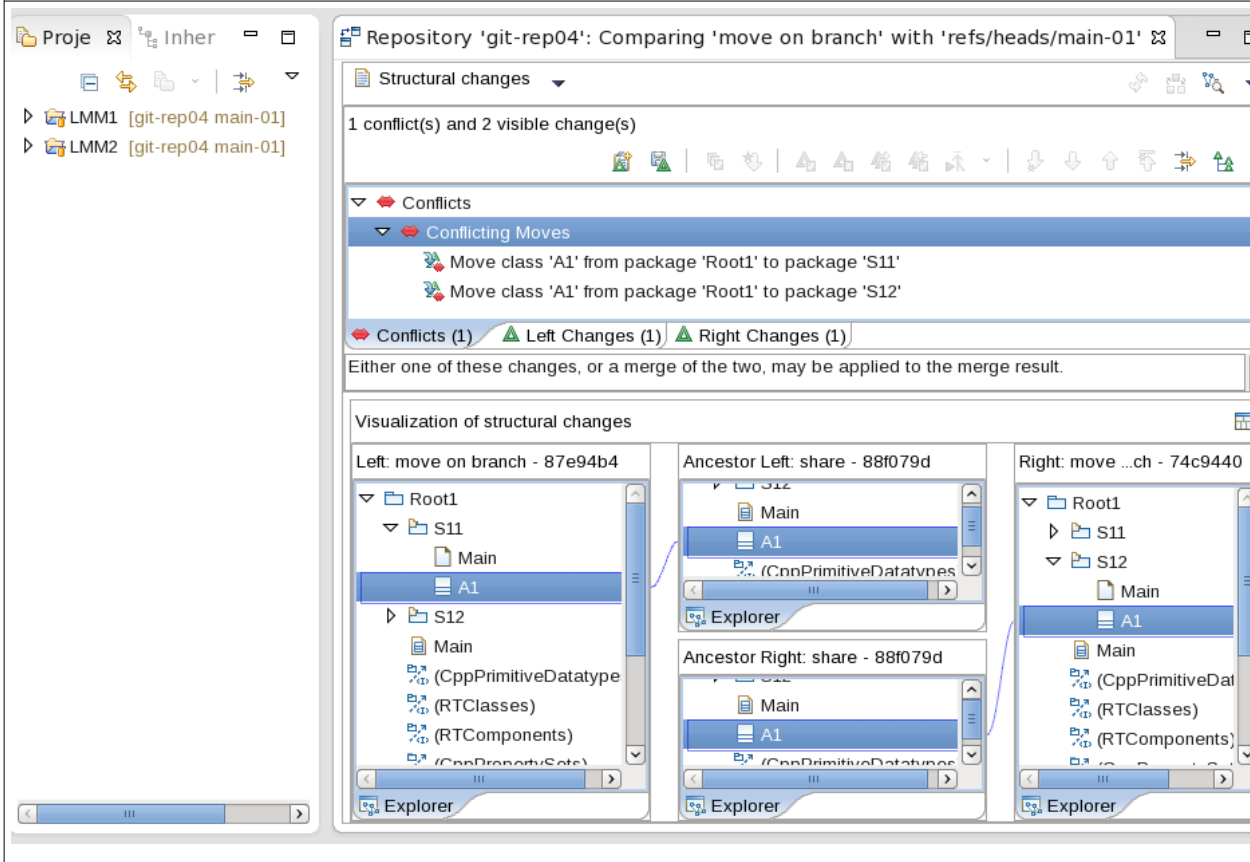 Proje
Inher
LMM1 [git-rep04 main-01]
LMM2 [git-rep04 main-01]
Repository 'git-rep04': Comparing 'move on branch' with 'refs/heads/main-01'
Structural changes
1 conflict(s) and 2 visible change(s)
Conflicts
Conflicting Moves
Move class 'A1' from package 'Root1' to package 'S11'
Move class 'A1' from package 'Root1' to package 'S12'
Conflicts (1)
Left Changes (1)
Right Changes (1)
Either one of these changes, or a merge of the two, may be applied to the merge result.
Visualization of structural changes
Left: move on branch - 87e94b4
Root1
S11
Main
A1
S12
Main
(CppPrimitiveDatatype
(RTClasses)
(RTComponents)
(CppPropertySets)
Explorer
Ancestor Left: share - 88f079d
S12
Main
A1
(CppPrimitiveDatatypes
Explorer
Ancestor Right: share - 88f079d
S12
Main
A1
(CppPrimitiveDatatypes
Explorer
Right: move ...ch - 74c9440
Root1
S11
S12
Main
A1
Main
(CppPrimitiveDat
(RTClasses)
(RTComponents)
Explorer